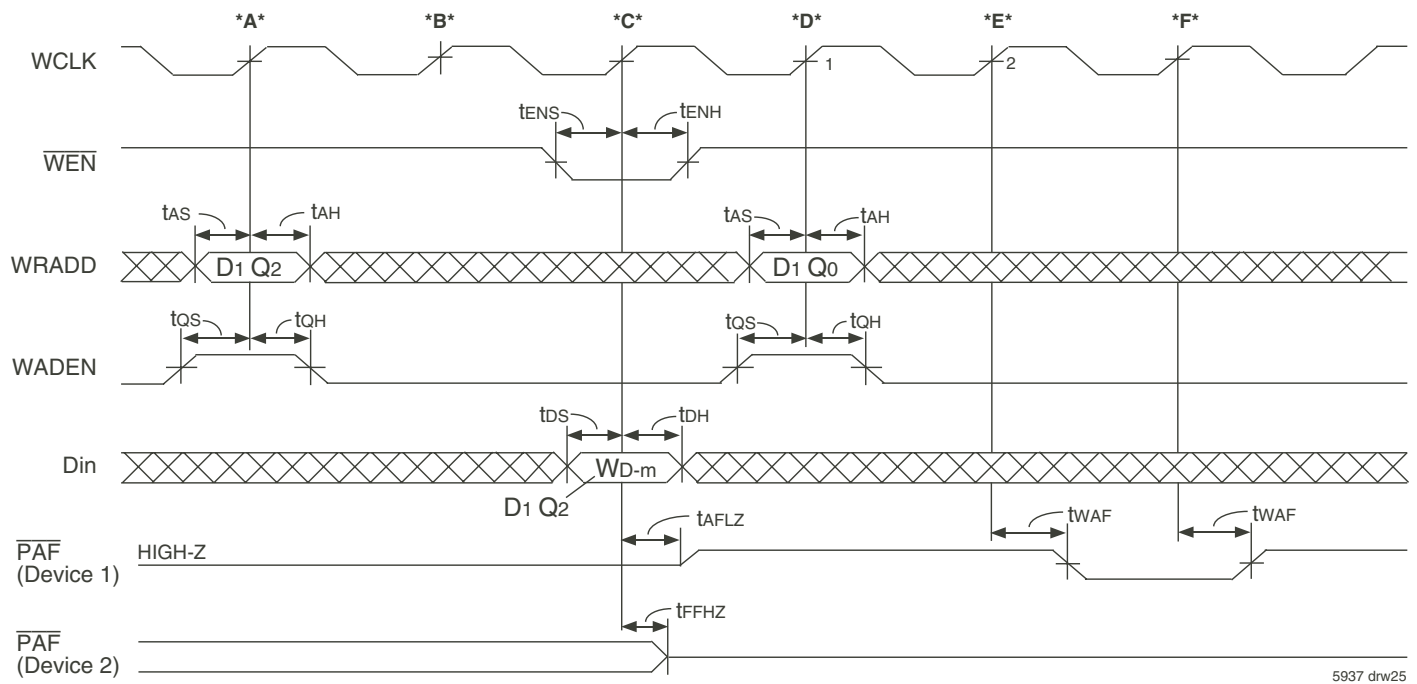 *A* *B* *C* *D* *E* *F*
WCLK 1 2
tENS tENH
WEN
tAS tAH tAS tAH
WRADD D1 Q2 D1 Q0
tQS tQH tQS tQH
WADEN
tDS tDH
Din WD-m
D1 Q2
tAFLZ tWAF tWAF
PAF HIGH-Z
(Device 1)
tFFHZ
PAF
(Device 2)
5937 drw25